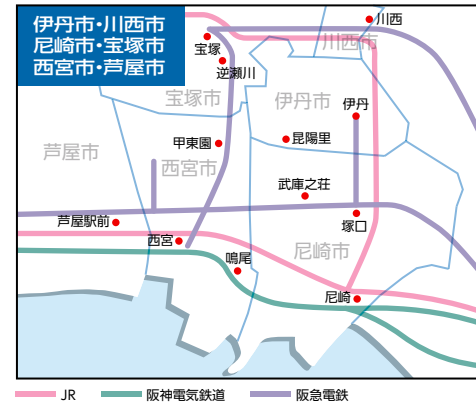 伊丹市・川西市
尼崎市・宝塚市
西宮市・芦屋市
川西
川西市
宝塚
逆瀬川
宝塚市
伊丹市
伊丹
芦屋市
甲東園
昆陽里
西宮市
武庫之荘
芦屋駅前
塚口
西宮
尼崎市
鳴尾
尼崎
JR
阪神電気鉄道
阪急電鉄